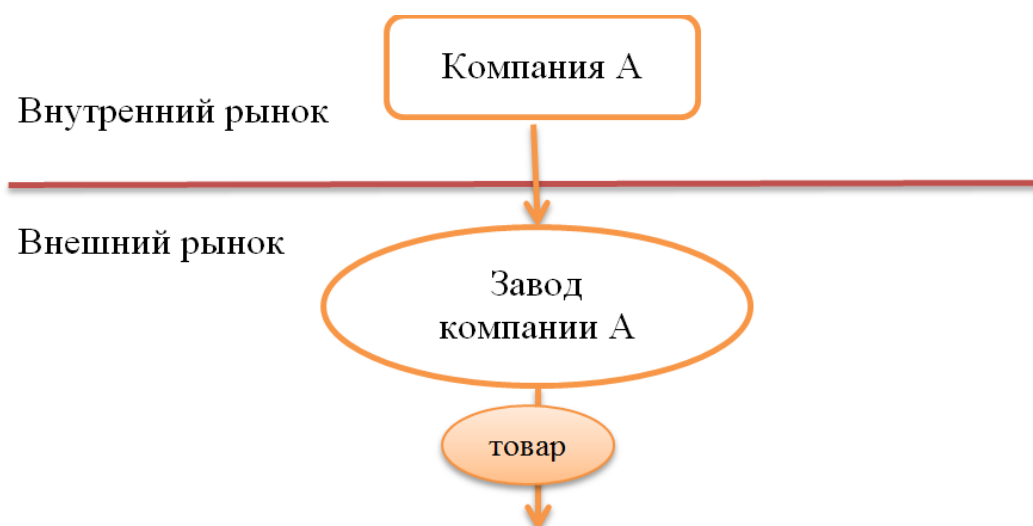 Компания А
Внутренний рынок
Внешний рынок
Завод
компании А
товар